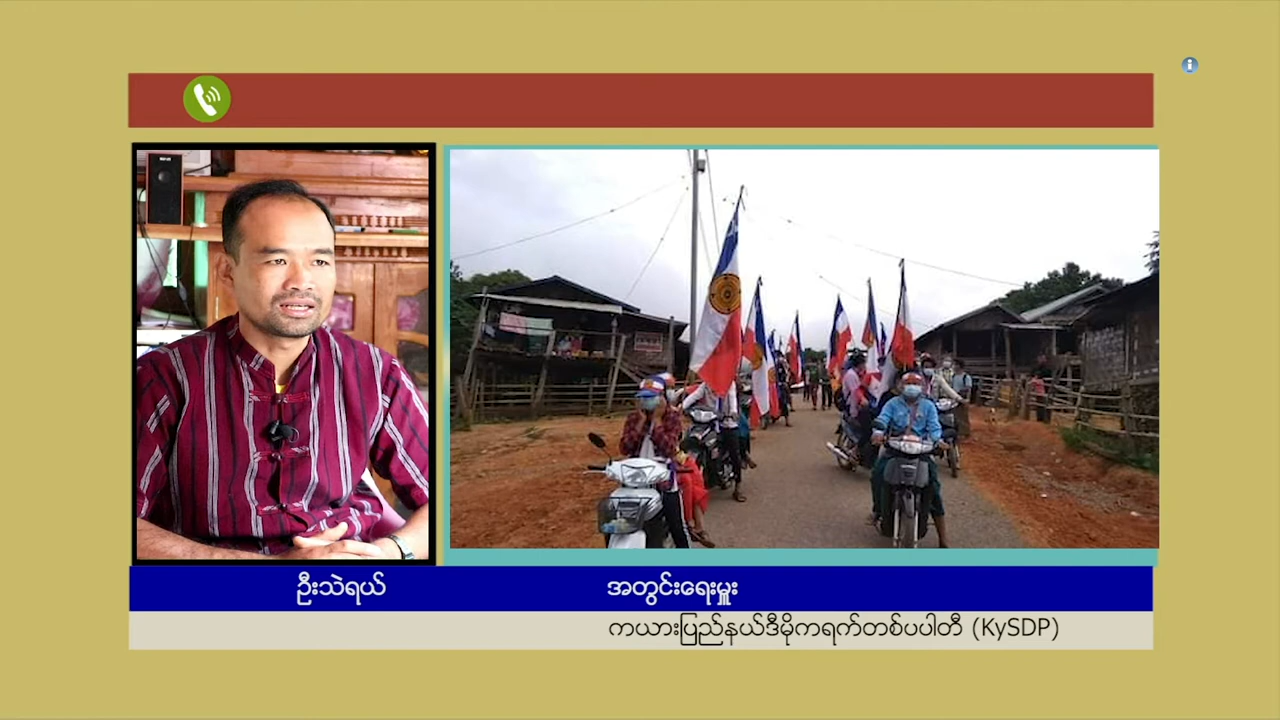 ဦးသဲရယ်
အတွင်းရေးမှူး
ကယားပြည်နယ်ဒီမိုကရက်တစ်ပပါတီ (KySDP)